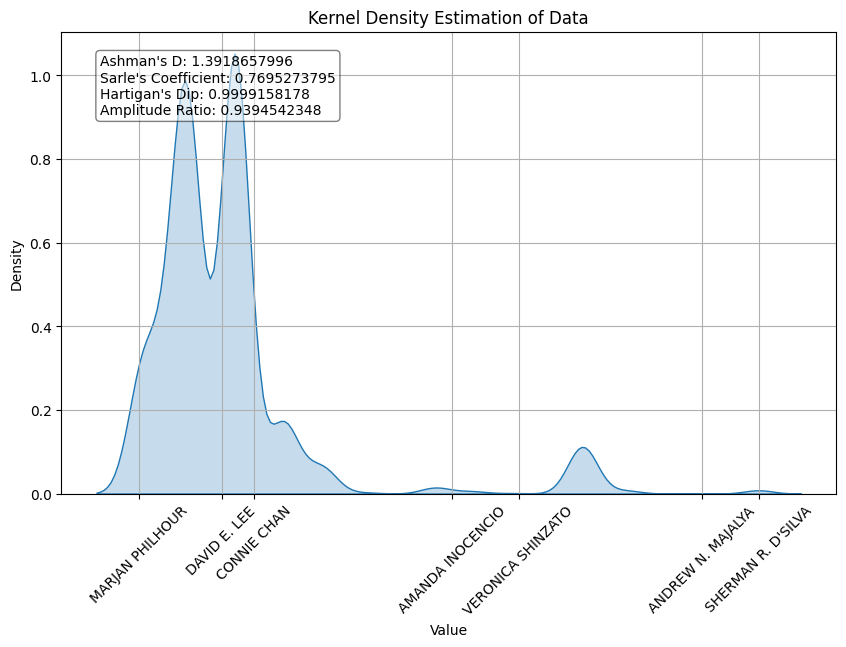 Kernel Density Estimation of Data
Ashman's D: 1.3918657996
Sarle's Coefficient: 0.7695273795
Hartigan's Dip: 0.9999158178
Amplitude Ratio: 0.9394542348
Density
1.0
0.8
0.6
0.4
0.2
0.0
MARJAN PHILHOUR
DAVID E. LEE
CONNIE CHAN
AMANDA INOCENCIO
VERONICA SHINZATO
ANDREW N. MAJALYA
SHERMAN R. D'SILVA
Value